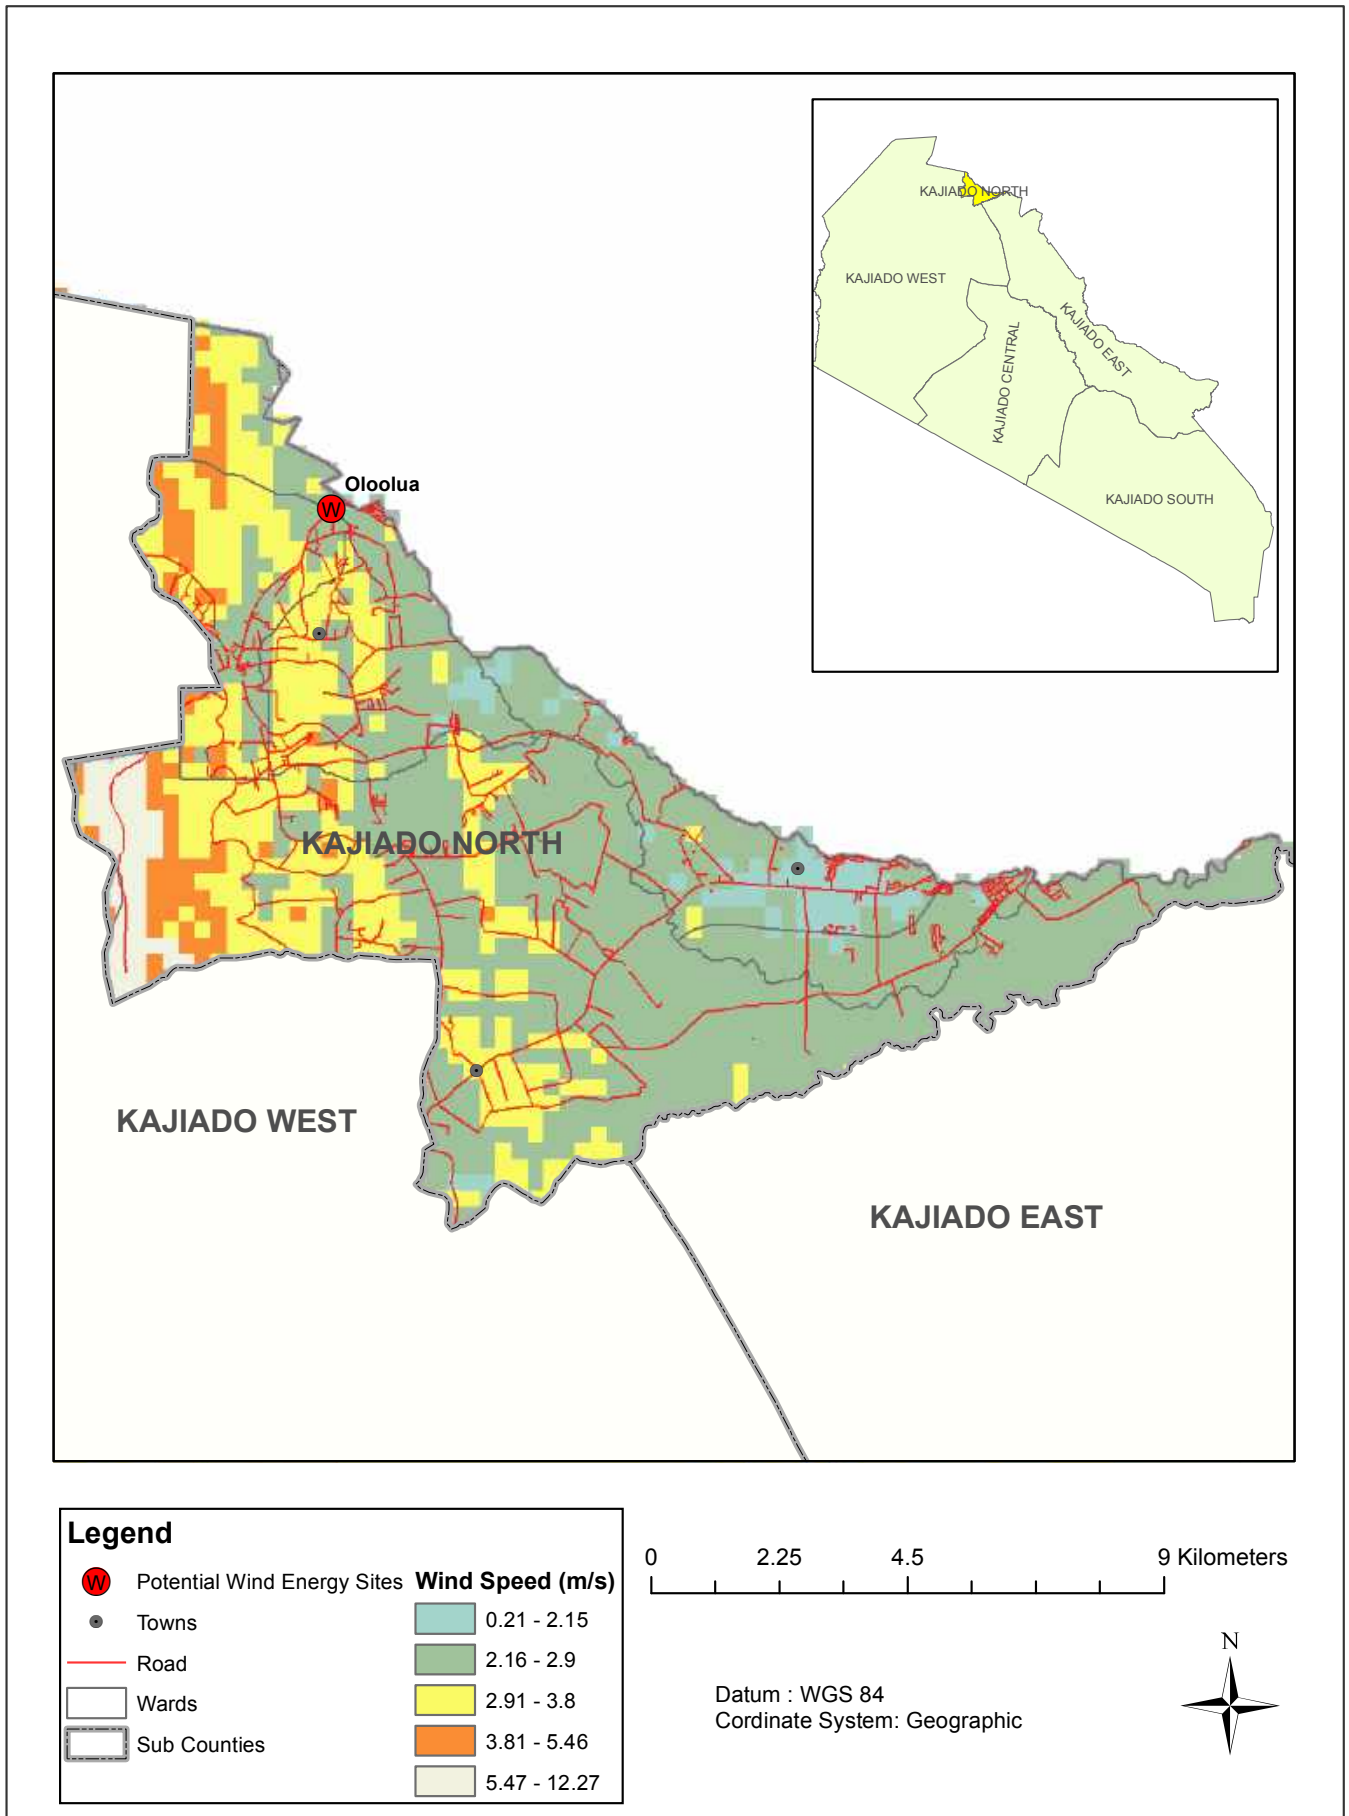 KAJIADO NORTH
KAJIADO WEST
KAJIADO EAST
KAJIADO CENTRAL
KAJIADO SOUTH
Oloolua
W
KAJIADO NORTH
KAJIADO WEST
KAJIADO EAST
Legend
W Potential Wind Energy Sites
Towns
Road
Wards
Sub Counties
Wind Speed (m/s)
0.21 - 2.15
2.16 - 2.9
2.91 - 3.8
3.81 - 5.46
5.47 - 12.27
0 2.25 4.5 9 Kilometers
Datum : WGS 84
Cordinate System: Geographic
N